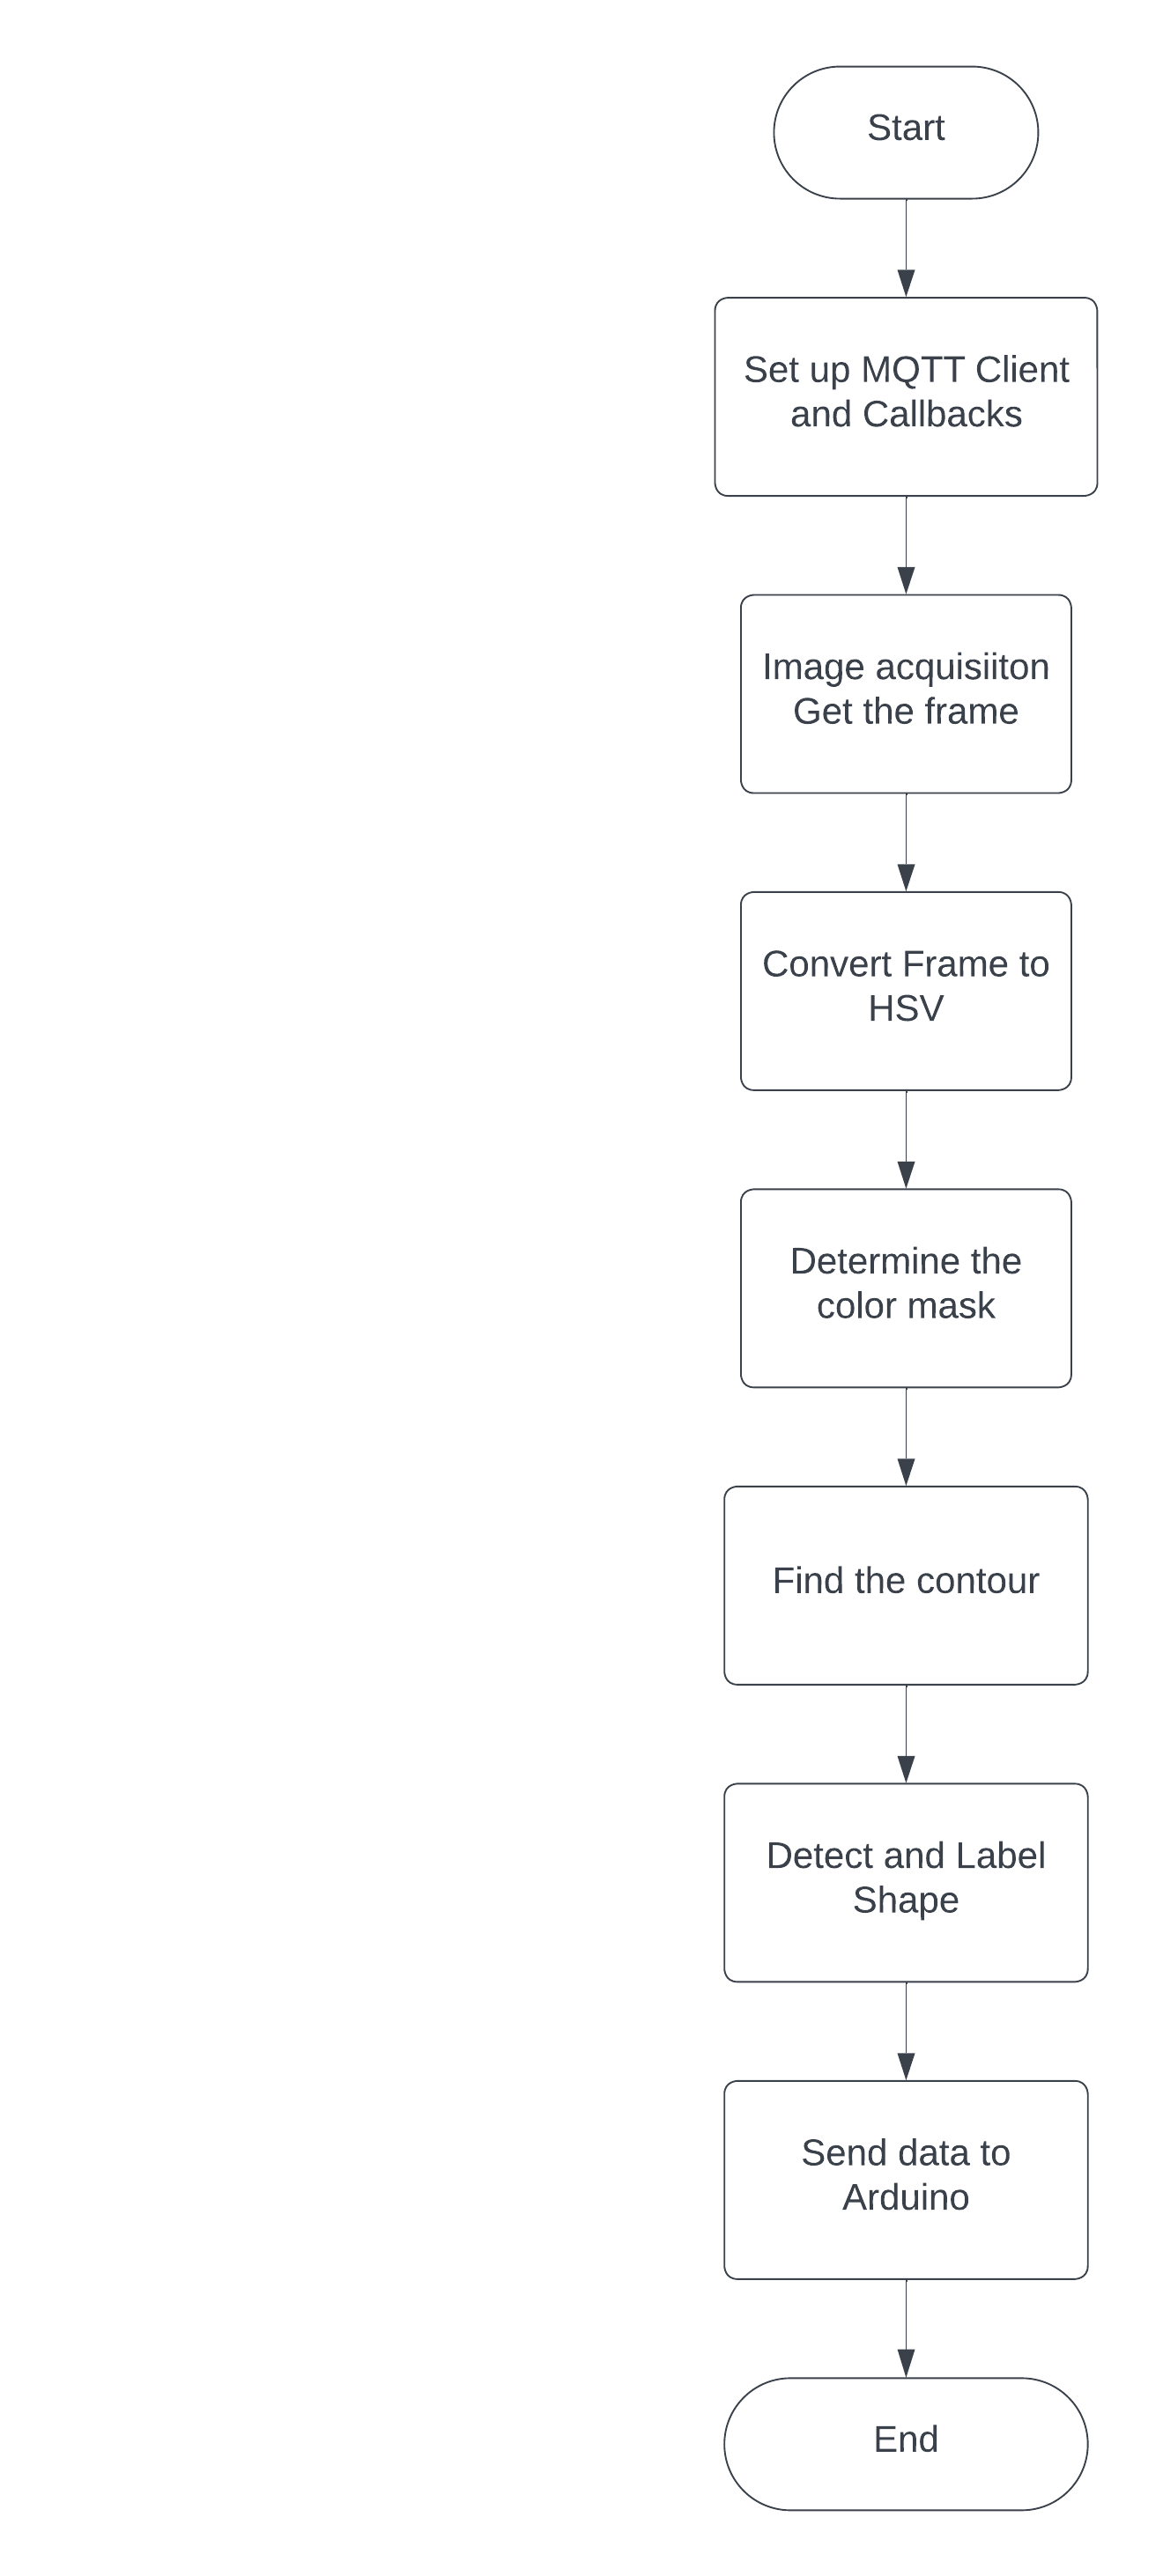 Start
Set up MQTT Client
and Callbacks
Image acquisiiton
Get the frame
Convert Frame to
HSV
Determine the
color mask
Find the contour
Detect and Label
Shape
Send data to
Arduino
End